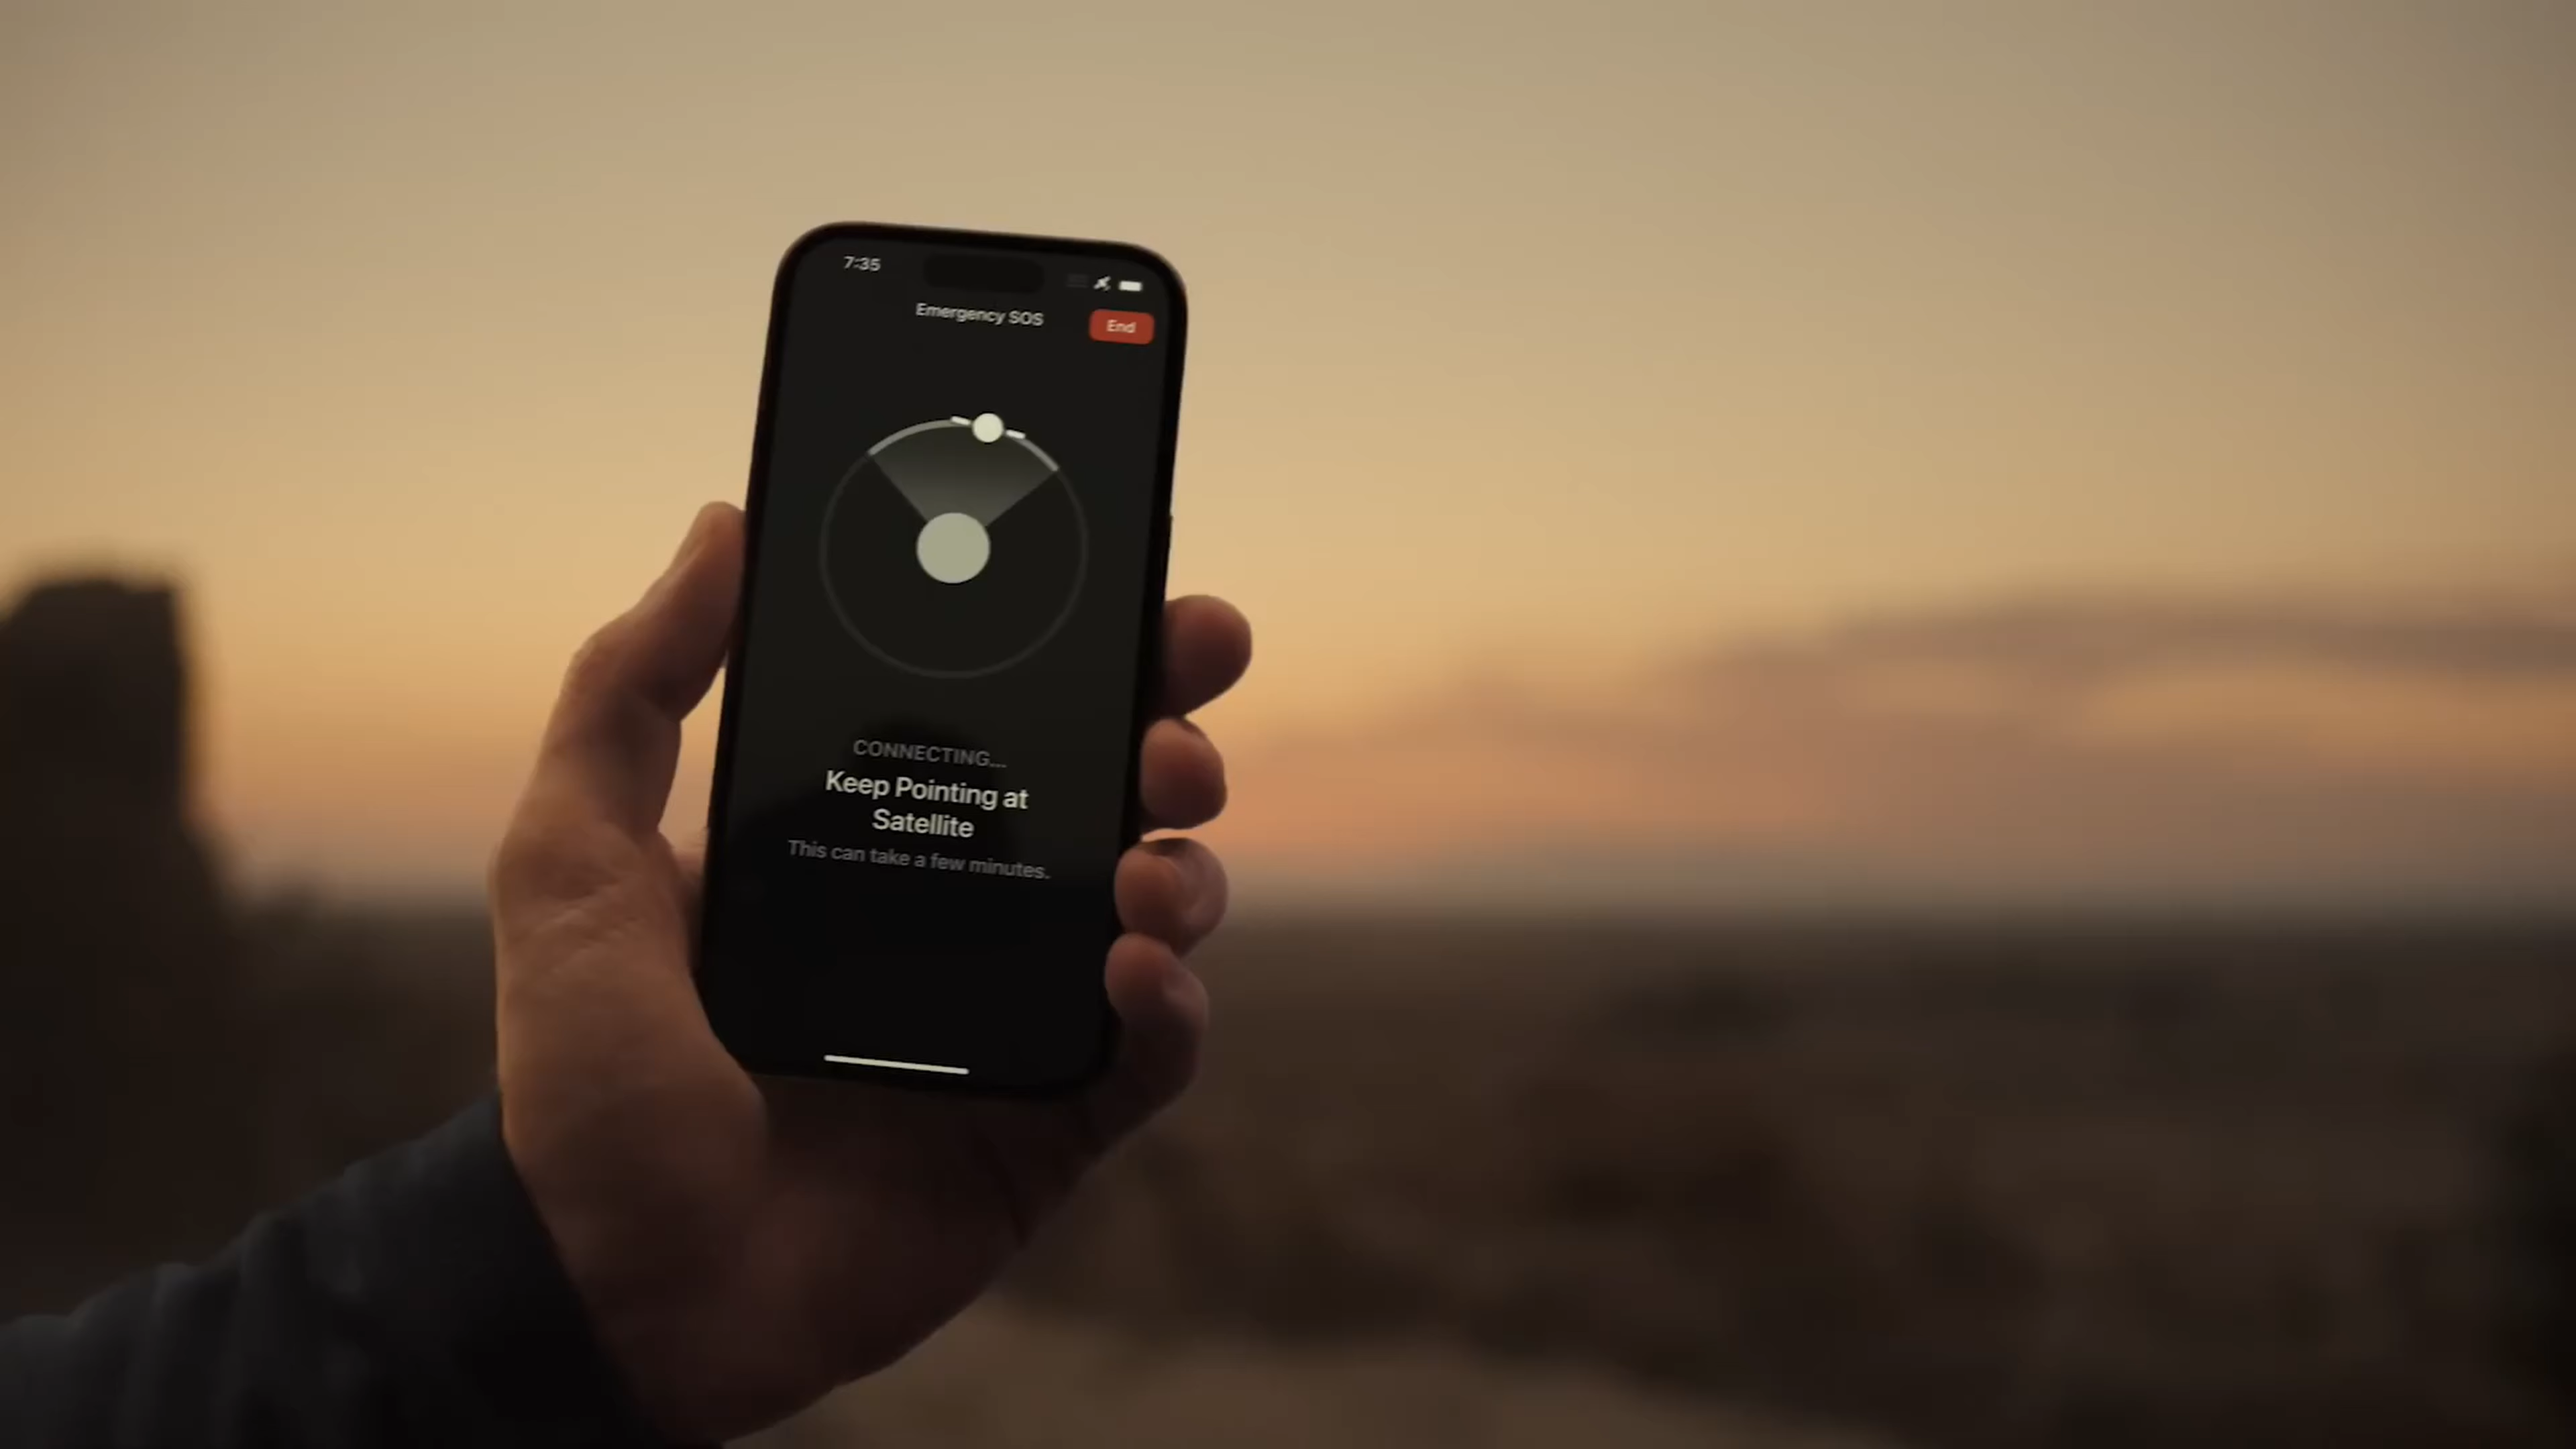 7:35
Emergency SOS
End
CONNECTING...
Keep Pointing at
Satellite
This can take a few minutes.